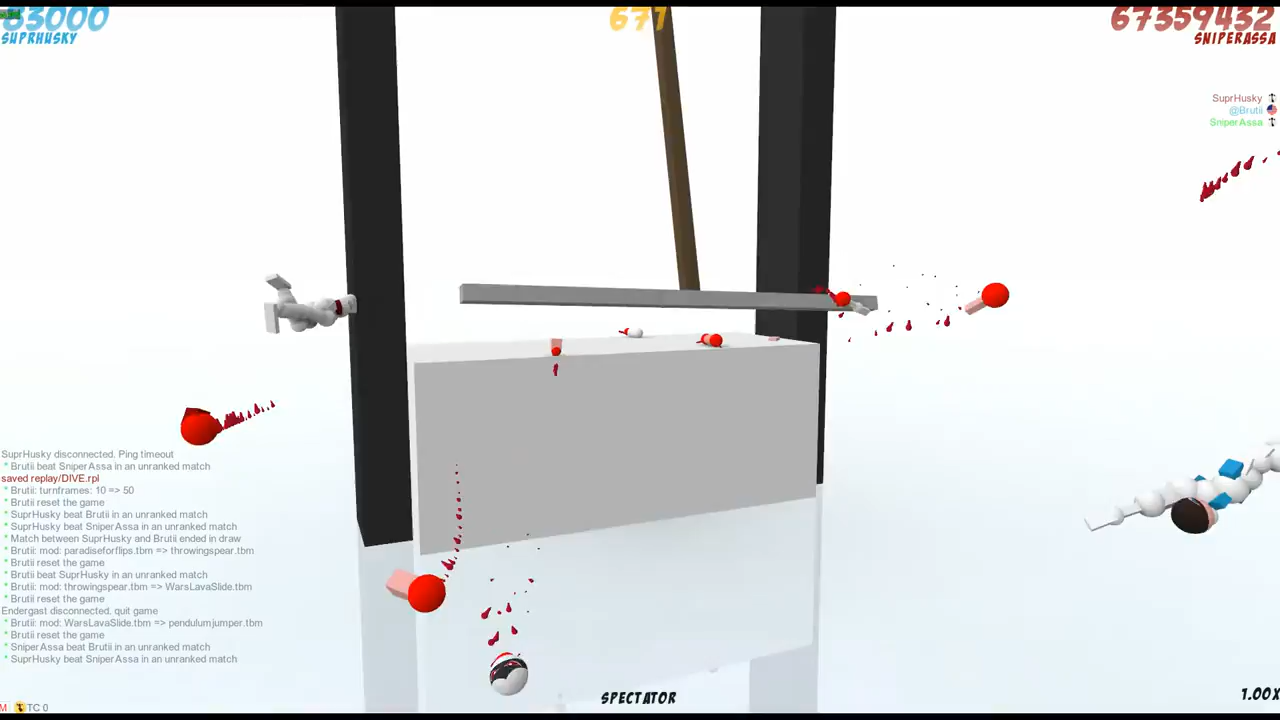 83000
677
67359432
SUPRHUSKY
SNIPERASSA
SuprHusky
@Brutii
SniperAssa
SuprHusky disconnected. Ping timeout
* Brutii beat SniperAssa in an unranked match
saved replay/DIVE.rpl
* Brutii: turnframes: 10 => 50
* Brutii reset the game
* SuprHusky beat Brutii in an unranked match
* SuprHusky beat SniperAssa in an unranked match
* Match between SuprHusky and Brutii ended in draw
* Brutii: mod: paradiseforflips.tbm => throwingspear.tbm
* Brutii reset the game
* Brutii beat SuprHusky in an unranked match
* Brutii: mod: throwingspear.tbm => WarsLavaSlide.tbm
* Brutii reset the game
Endergast disconnected. quit game
* Brutii: mod: WarsLavaSlide.tbm => pendulumjumper.tbm
* Brutii reset the game
* SniperAssa beat Brutii in an unranked match
* SuprHusky beat SniperAssa in an unranked match
SPECTATOR
1.00X
M TC 0